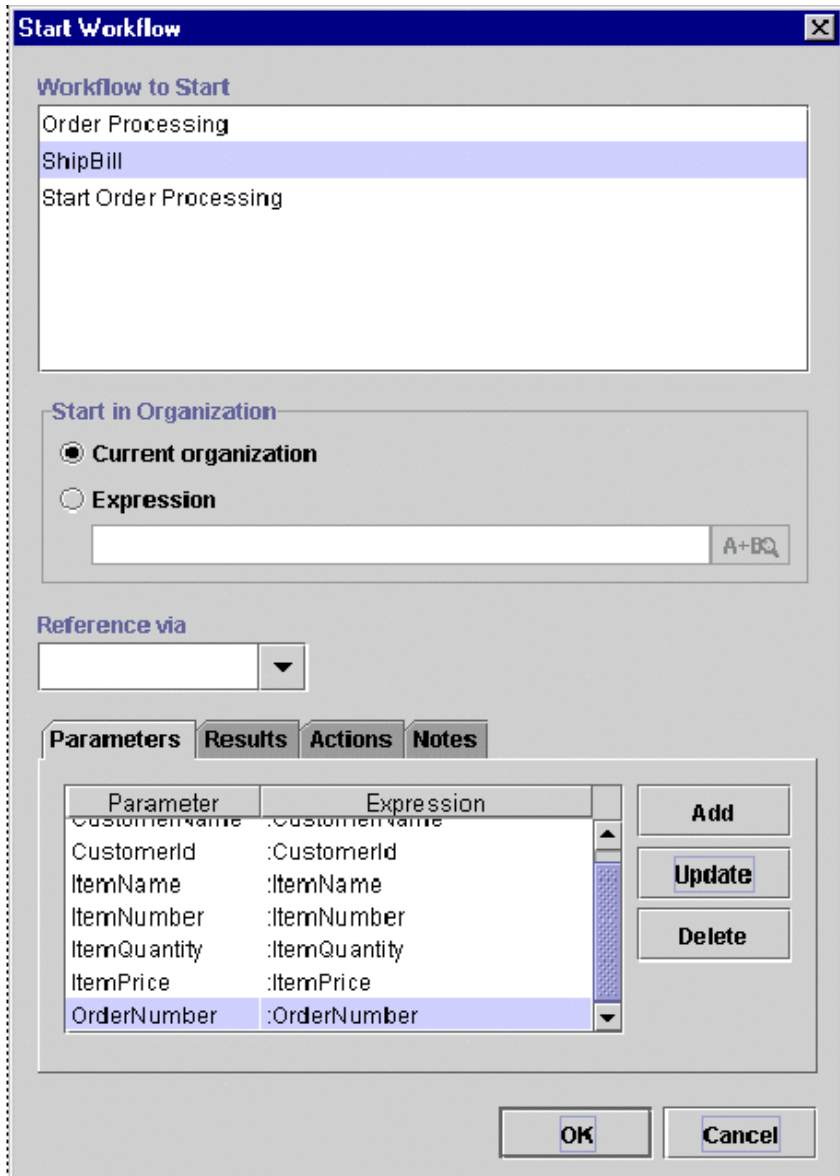 Start Workflow
Workflow to Start
Order Processing
ShipBill
Start Order Processing
Start in Organization
Current organization
Expression
A+B
Reference via
Parameters Results Actions Notes
Parameter Expression
CustomerName :CustomerName
CustomerId :CustomerId
ItemName :ItemName
ItemNumber :ItemNumber
ItemQuantity :ItemQuantity
ItemPrice :ItemPrice
OrderNumber :OrderNumber
Add
Update
Delete
OK Cancel